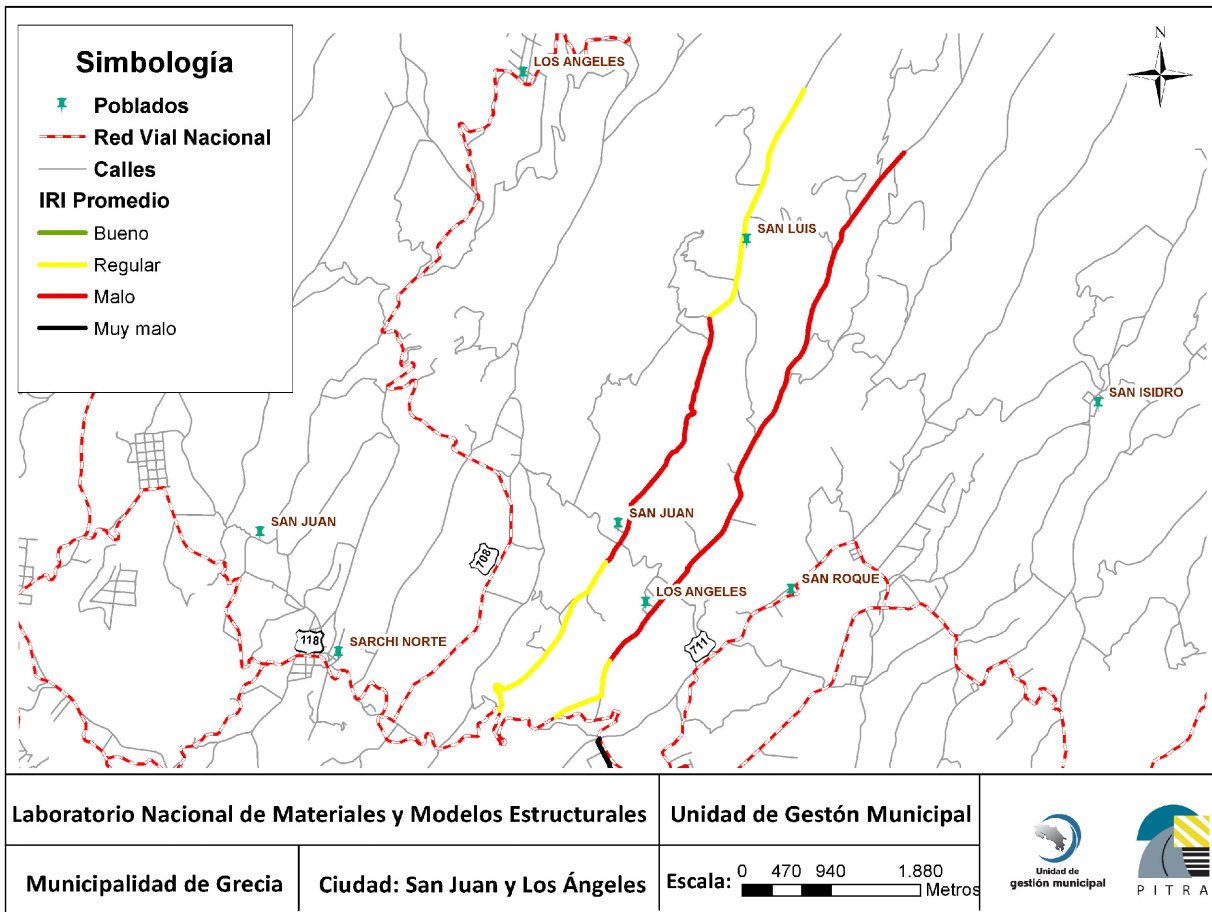 Simbología
Poblados
Red Vial Nacional
Calles
IRI Promedio
Bueno
Regular
Malo
Muy malo
N
LOS ANGELES
SAN LUIS
SAN ISIDRO
SAN JUAN
SAN JUAN
708
SAN ROQUE
LOS ANGELES
118
SARCHI NORTE
711
Laboratorio Nacional de Materiales y Modelos Estructurales
Unidad de Gestón Municipal
Municipalidad de Grecia
Ciudad: San Juan y Los Ángeles
Escala: 0 470 940 1.880
Metros
Unidad de
gestión municipal
PITRA